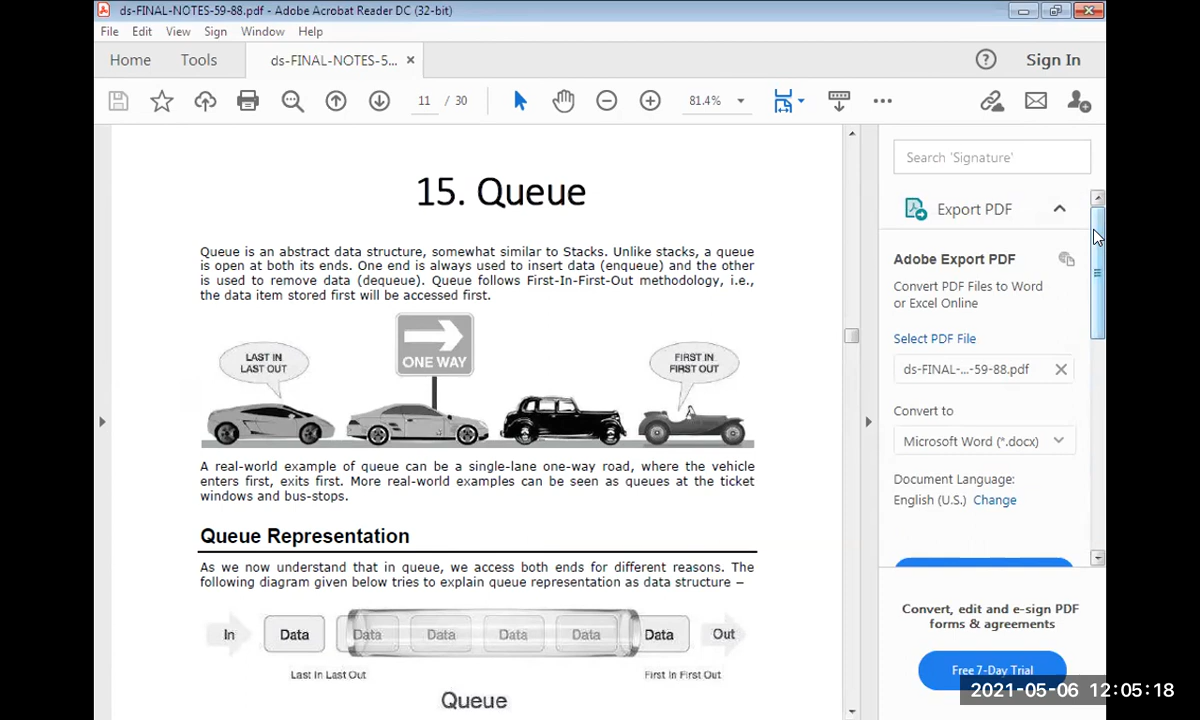 ds-FINAL-NOTES-59-88.pdf - Adobe Acrobat Reader DC (32-bit)
File Edit View Sign Window Help
Home Tools ds-FINAL-NOTES-5... × Sign In
11 / 30 81.4%
15. Queue
Queue is an abstract data structure, somewhat similar to Stacks. Unlike stacks, a queue
is open at both its ends. One end is always used to insert data (enqueue) and the other
is used to remove data (dequeue). Queue follows First-In-First-Out methodology, i.e.,
the data item stored first will be accessed first.
LAST IN
LAST OUT
ONE WAY
FIRST IN
FIRST OUT
A real-world example of queue can be a single-lane one-way road, where the vehicle
enters first, exits first. More real-world examples can be seen as queues at the ticket
windows and bus-stops.
Queue Representation
As we now understand that in queue, we access both ends for different reasons. The
following diagram given below tries to explain queue representation as data structure −
In Data Data Data Data Data Data Out
Last In Last Out First In First Out
Queue
Search 'Signature'
Export PDF
Adobe Export PDF
Convert PDF Files to Word
or Excel Online
Select PDF File
ds-FINAL-...-59-88.pdf
Convert to
Microsoft Word (*.docx)
Document Language:
English (U.S.) Change
Convert, edit and e-sign PDF
forms & agreements
Free 7-Day Trial
2021-05-06 12:05:18